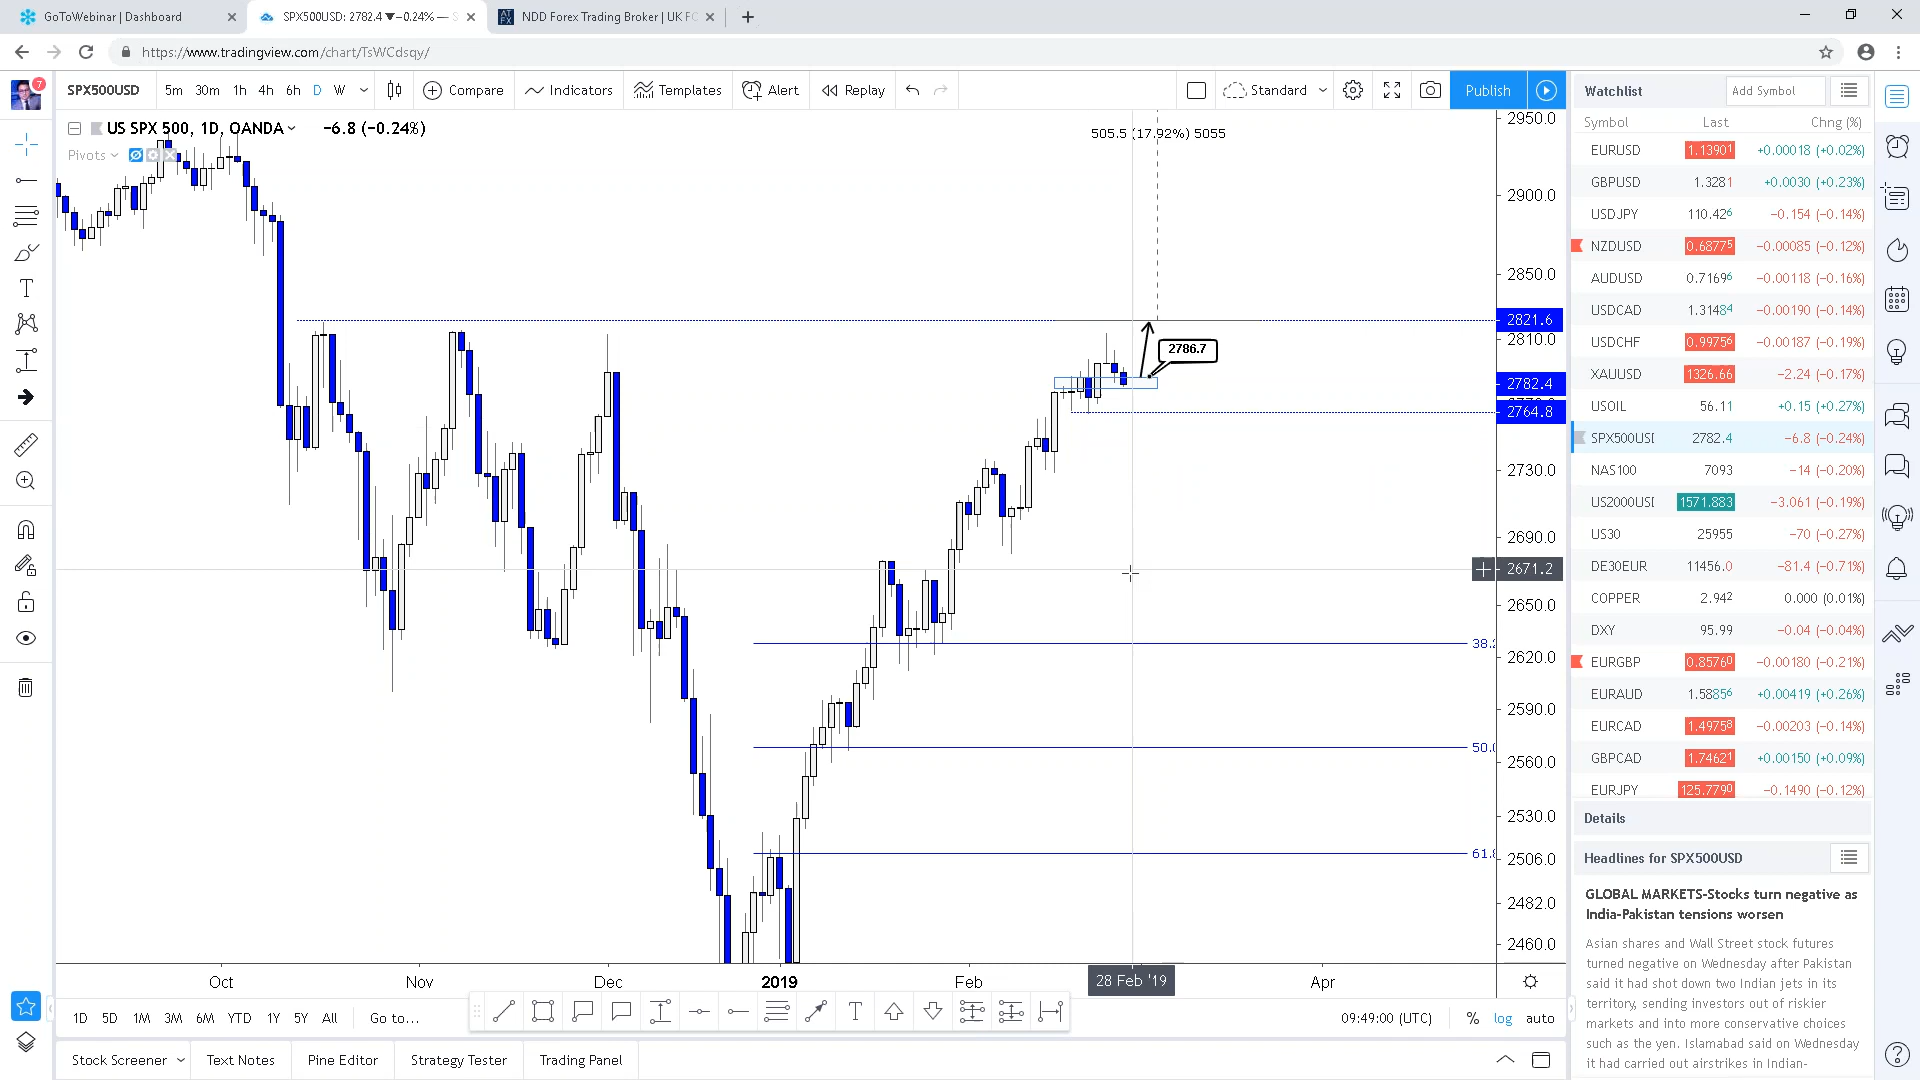 GoToWebinar | Dashboard
SPX500USD: 2782.4 ▼−0.24% — S
NDD Forex Trading Broker | UK FC
https://www.tradingview.com/chart/TsWCdsqy/
7
SPX500USD 5m 30m 1h 4h 6h D W Compare Indicators Templates Alert Replay Standard Publish
US SPX 500, 1D, OANDA −6.8 (−0.24%)
Pivots
505.5 (17.92%) 5055
2786.7
2950.0
2900.0
2850.0
2821.6
2810.0
2782.4
2764.8
2730.0
2690.0
2671.2
2650.0
2620.0
2590.0
2560.0
2530.0
2506.0
2482.0
2460.0
38.2
50.0
61.8
Oct Nov Dec 2019 Feb 28 Feb '19 Apr
1D 5D 1M 3M 6M YTD 1Y 5Y All Go to... 09:49:00 (UTC) % log auto
Stock Screener Text Notes Pine Editor Strategy Tester Trading Panel
Watchlist Add Symbol
Symbol Last Chng (%)
EURUSD 1.13901 +0.00018 (+0.02%)
GBPUSD 1.3281 +0.0030 (+0.23%)
USDJPY 110.426 −0.154 (−0.14%)
NZDUSD 0.68775 −0.00085 (−0.12%)
AUDUSD 0.71696 −0.00118 (−0.16%)
USDCAD 1.31484 −0.00190 (−0.14%)
USDCHF 0.99756 −0.00187 (−0.19%)
XAUUSD 1326.66 −2.24 (−0.17%)
USOIL 56.11 +0.15 (+0.27%)
SPX500USD 2782.4 −6.8 (−0.24%)
NAS100 7093 −14 (−0.20%)
US2000USD 1571.883 −3.061 (−0.19%)
US30 25955 −70 (−0.27%)
DE30EUR 11456.0 −81.4 (−0.71%)
COPPER 2.942 0.000 (0.01%)
DXY 95.99 −0.04 (−0.04%)
EURGBP 0.85760 −0.00180 (−0.21%)
EURAUD 1.58856 +0.00419 (+0.26%)
EURCAD 1.49758 −0.00203 (−0.14%)
GBPCAD 1.74621 +0.00150 (+0.09%)
EURJPY 125.7790 −0.1490 (−0.12%)
Details
Headlines for SPX500USD
GLOBAL MARKETS-Stocks turn negative as
India-Pakistan tensions worsen
Asian shares and Wall Street stock futures
turned negative on Wednesday after Pakistan
said it had shot down two Indian jets in its
territory, sending investors out of riskier
markets and into more conservative choices
such as the yen. Islamabad said on Wednesday
it had carried out airstrikes in Indian-